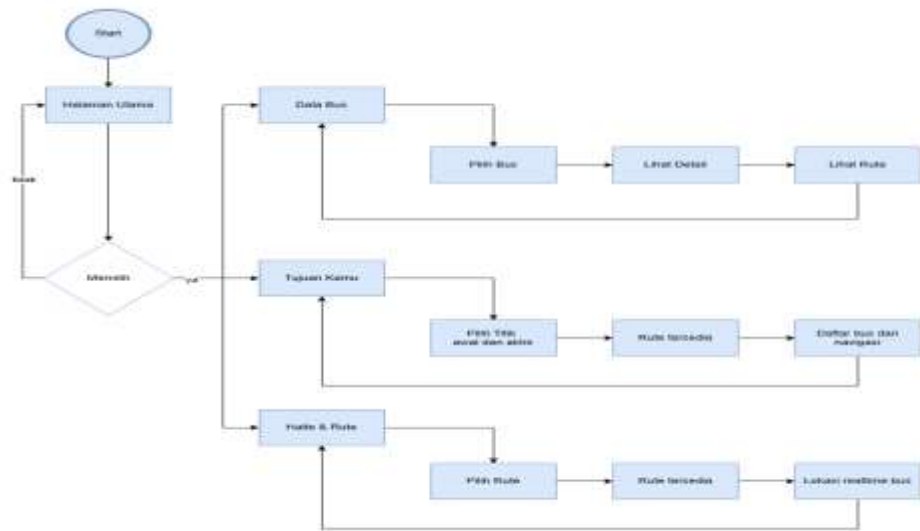 Start
Halaman Utama
Data Bus
Pilih Bus
Lihat Detail
Lihat Rute
tidak
Memilih
ya
Tujuan Kamu
Pilih Titik
awal dan akhir
Rute tersedia
Daftar bus dan
navigasi
Halte & Rute
Pilih Rute
Rute tersedia
Lokasi realtime bus